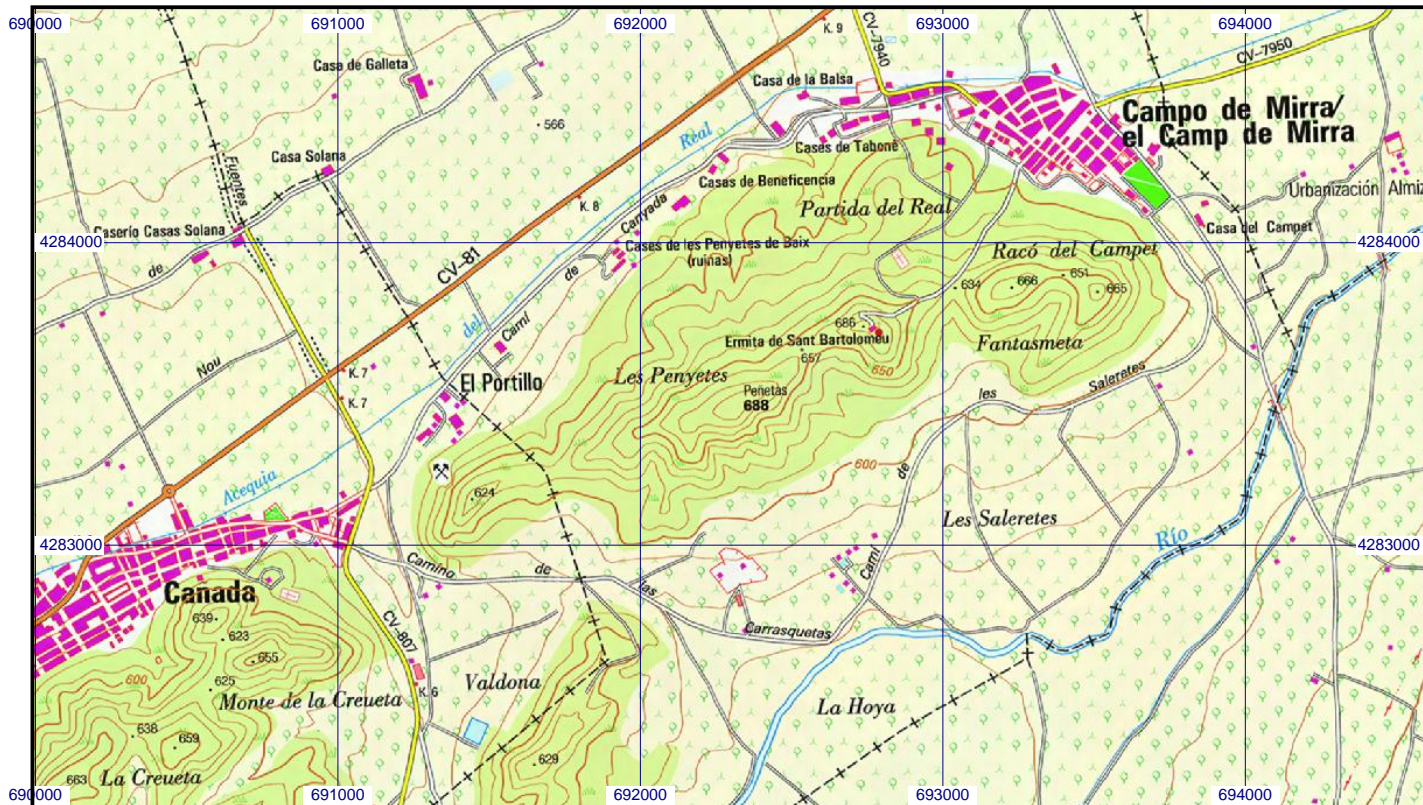 690000
691000
692000
693000
694000
K. 9
CV-7940
CV-7950
Casa de Galleta
Casa de la Balsa
Campo de Mirra/
el Camp de Mirra
566
Real
Casa Solana
Cases de Taboné
Fuentes
Casas de Beneficencia
Urbanización Almiz
K. 8
Canyada
Partida del Real
Caserío Casas Solana
Casa del Campet
4284000
4284000
Cases de les Penyetes de Baix
(ruinas)
Racó del Campet
de
CV-81
de
651
634
666
665
del
Camí
686
Ermita de Sant Bartolomeu
Fantasmeta
657
Nou
K. 7
650
Les Penyetes
El Portillo
Peñetas
688
Saleretes
les
K. 7
600
de
624
Acequia
Les Saleretes
4283000
4283000
Río
Camino
de
las
Camí
Cañada
639
623
Carrasquetas
CV-807
655
600
625
Valdona
K. 6
Monte de la Creueta
La Hoya
638
659
629
663
La Creueta
690000
691000
692000
693000
694000